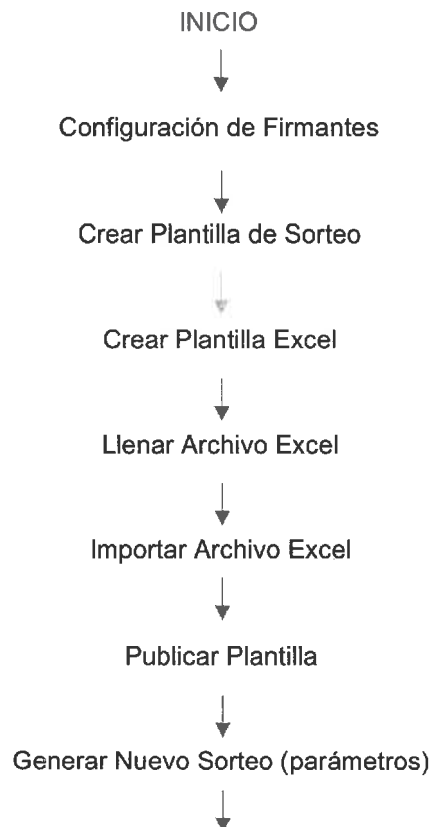 INICIO
Configuración de Firmantes
Crear Plantilla de Sorteo
Crear Plantilla Excel
Llenar Archivo Excel
Importar Archivo Excel
Publicar Plantilla
Generar Nuevo Sorteo (parámetros)